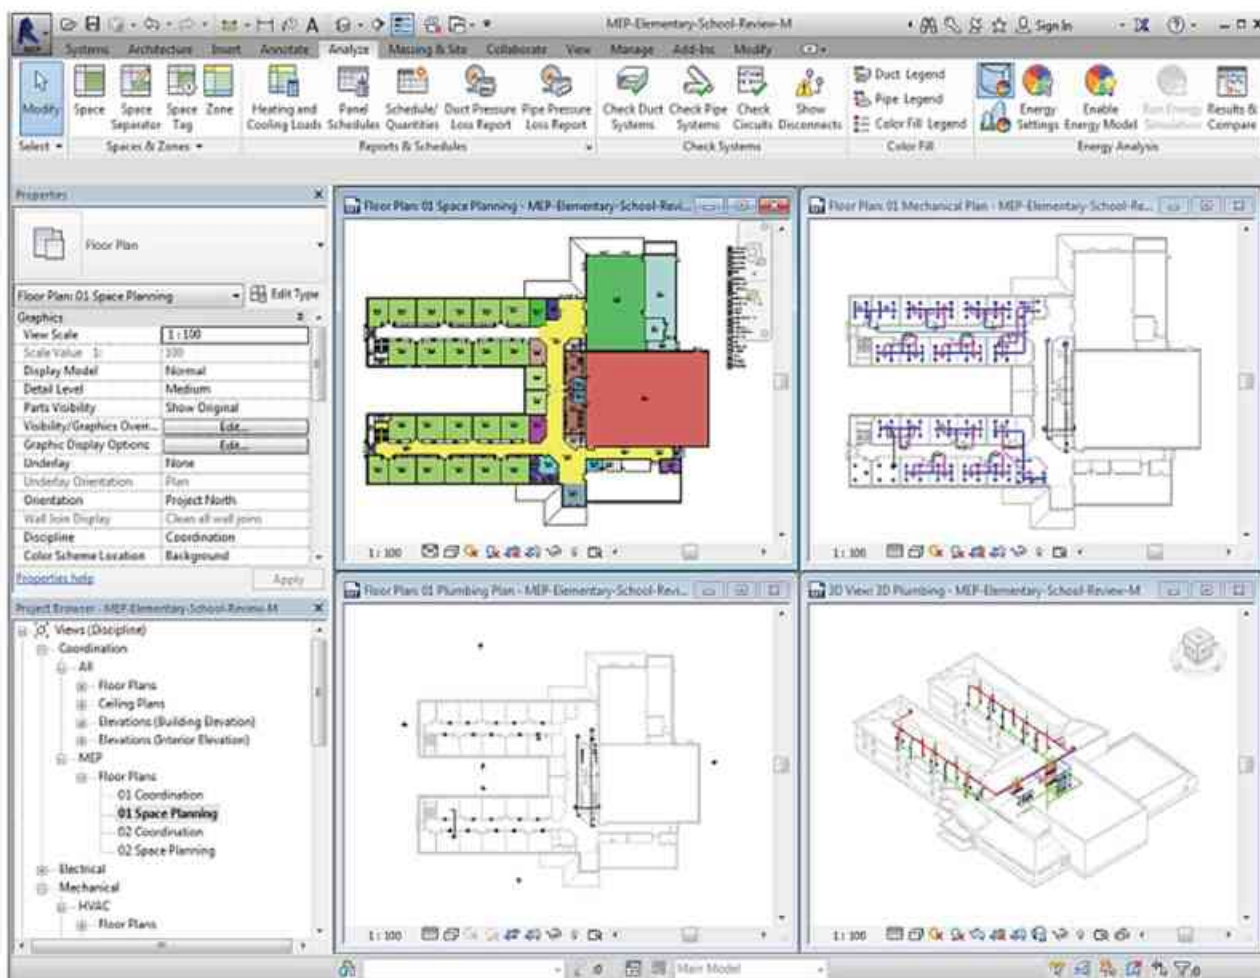 MEP-Elementary-School-Review-M
Sign In
MEP
Systems Architecture Insert Annotate Analyze Massing & Site Collaborate View Manage Add-Ins Modify
Modify
Space
Space Separator
Space Tag
Zone
Heating and Cooling Loads
Panel Schedules
Schedule/ Quantities
Duct Pressure Loss Report
Pipe Pressure Loss Report
Check Duct Systems
Check Pipe Systems
Check Circuits
Show Disconnects
Duct Legend
Pipe Legend
Color Fill Legend
Energy Settings
Enable Energy Model
Run Energy Simulation
Results & Compare
Select
Spaces & Zones
Reports & Schedules
Check Systems
Color Fill
Energy Analysis
Properties
Floor Plan
Floor Plan: 01 Space Planning
Edit Type
Graphics
View Scale 1 : 100
Scale Value 1: 100
Display Model Normal
Detail Level Medium
Parts Visibility Show Original
Visibility/Graphics Overr... Edit...
Graphic Display Options Edit...
Underlay None
Underlay Orientation Plan
Orientation Project North
Wall Join Display Clean all wall joins
Discipline Coordination
Color Scheme Location Background
Properties help
Apply
Project Browser - MEP-Elementary-School-Review-M
Views (Discipline)
Coordination
All
Floor Plans
Ceiling Plans
Elevations (Building Elevation)
Elevations (Interior Elevation)
MEP
Floor Plans
01 Coordination
01 Space Planning
02 Coordination
02 Space Planning
Electrical
Mechanical
HVAC
Floor Plans
Floor Plan: 01 Space Planning - MEP-Elementary-School-Revi...
1 : 100
Floor Plan: 01 Mechanical Plan - MEP-Elementary-School-Re...
1 : 100
Floor Plan: 01 Plumbing Plan - MEP-Elementary-School-Revi...
1 : 100
3D View: 3D Plumbing - MEP-Elementary-School-Review-M
1 : 100
:0
Main Model
:0